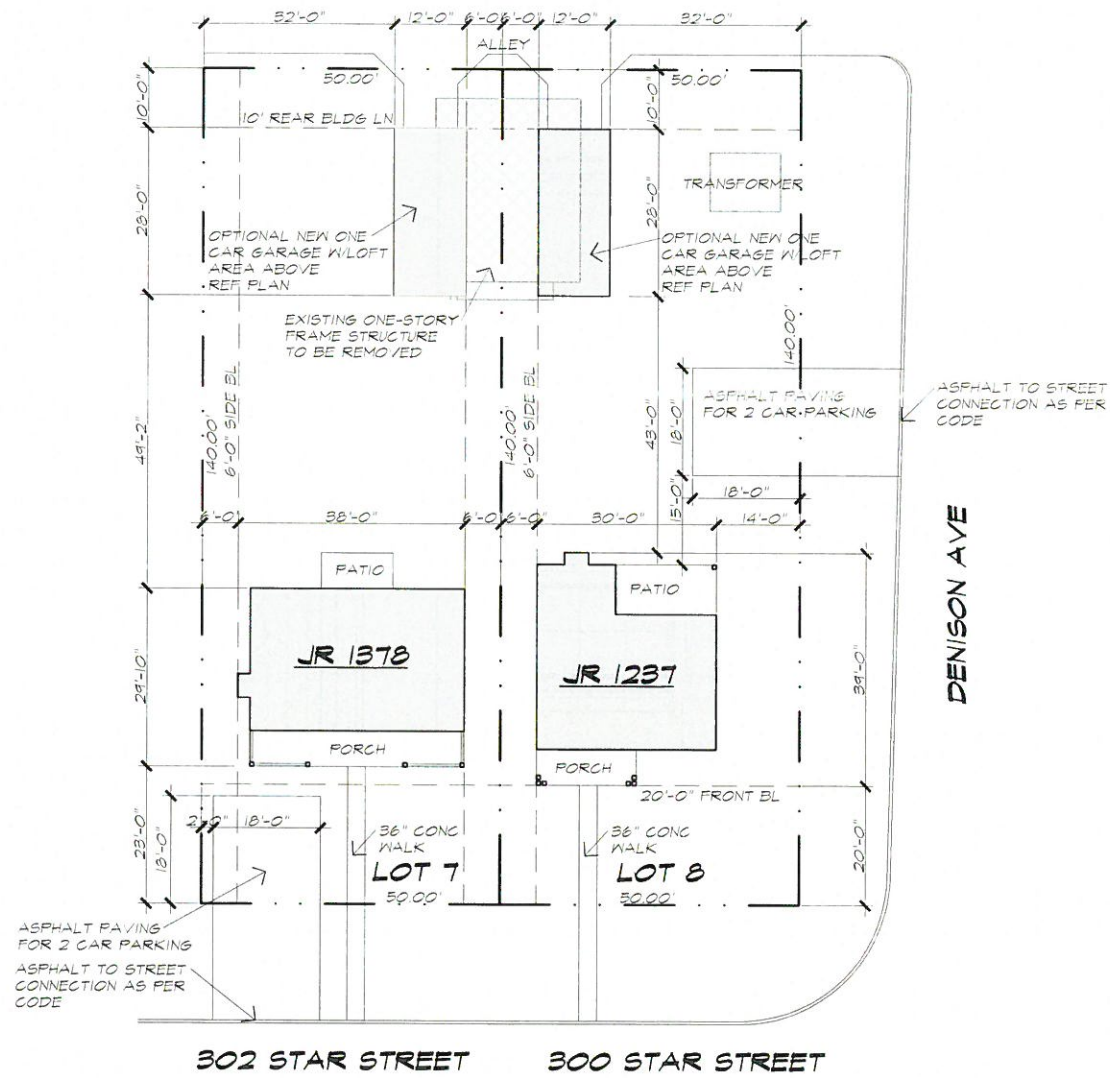 32'-0" 12'-0" 6'-0" 6'-0" 12'-0" 32'-0"
ALLEY
50.00' 50.00'
10'-0" 10'-0"
10' REAR BLDG LN
TRANSFORMER
28'-0" 28'-0"
OPTIONAL NEW ONE
CAR GARAGE W/LOFT
AREA ABOVE
REF PLAN
OPTIONAL NEW ONE
CAR GARAGE W/LOFT
AREA ABOVE
REF PLAN
EXISTING ONE-STORY
FRAME STRUCTURE
TO BE REMOVED
140.00'
6'-0" SIDE BL
140.00'
6'-0" SIDE BL
140.00'
49'-2"
43'-0"
18'-0"
ASPHALT PAVING
FOR 2 CAR PARKING
ASPHALT TO STREET
CONNECTION AS PER
CODE
18'-0"
15'-0"
6'-0" 38'-0" 6'-0" 6'-0" 30'-0" 14'-0"
DENISON AVE
PATIO
PATIO
JR 1378
JR 1237
29'-10"
39'-0"
PORCH
PORCH
20'-0" FRONT BL
2'-0" 18'-0"
23'-0"
18'-0"
36" CONC
WALK
36" CONC
WALK
20'-0"
LOT 7
50.00'
LOT 8
50.00'
ASPHALT PAVING
FOR 2 CAR PARKING
ASPHALT TO STREET
CONNECTION AS PER
CODE
302 STAR STREET
300 STAR STREET